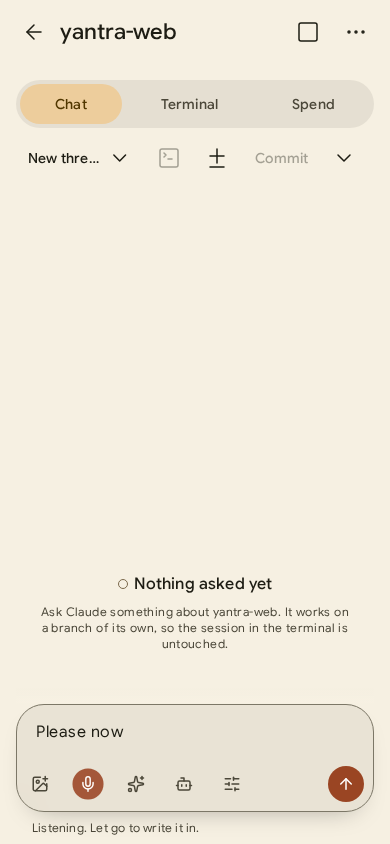 yantra-web
Chat
Terminal
Spend
New thre...
Commit
Nothing asked yet
Ask Claude something about yantra-web. It works on
a branch of its own, so the session in the terminal is
untouched.
Please now
Listening. Let go to write it in.